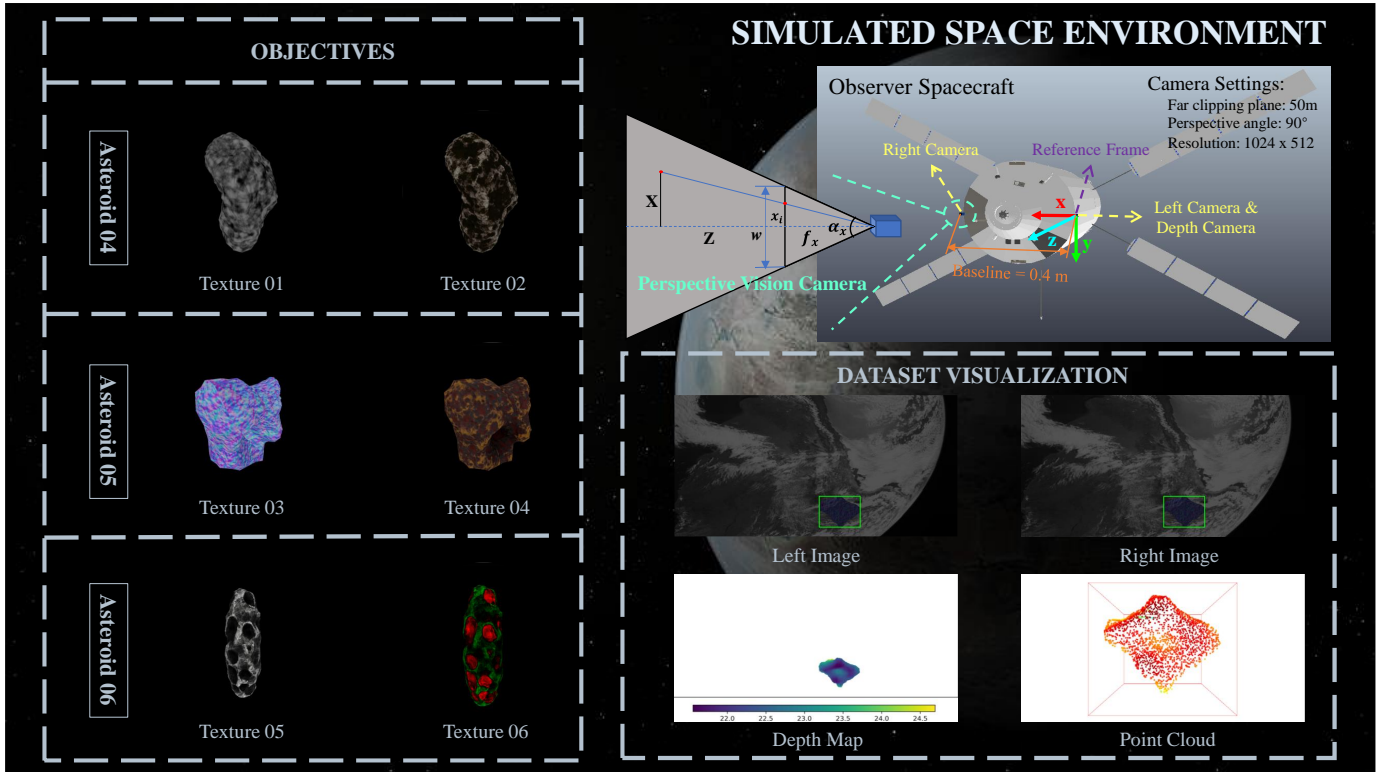 OBJECTIVES
Asteroid 04
Texture 01
Texture 02
Asteroid 05
Texture 03
Texture 04
Asteroid 06
Texture 05
Texture 06
SIMULATED SPACE ENVIRONMENT
Observer Spacecraft
Camera Settings:
Far clipping plane: 50m
Perspective angle: 90°
Resolution: 1024 x 512
Right Camera
Reference Frame
Left Camera &
Depth Camera
x
z
y
Baseline = 0.4 m
X
Z
w
x_i
f_x
α_x
Perspective Vision Camera
DATASET VISUALIZATION
Left Image
Right Image
22.0 22.5 23.0 23.5 24.0 24.5
Depth Map
Point Cloud